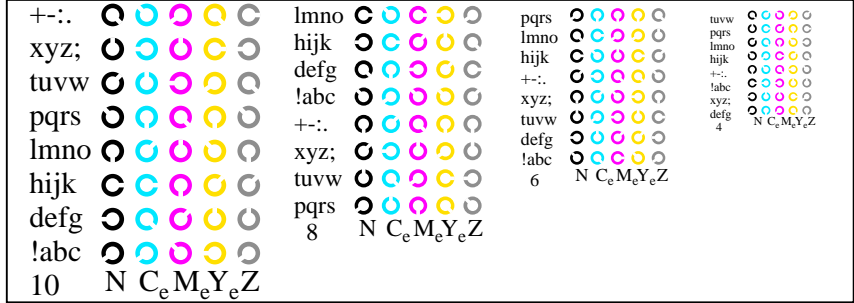 +-:.
xyz;
tuvw
pqrs
lmno
hijk
defg
!abc
10 N CeMeYeZ
lmno
hijk
defg
!abc
+-:.
xyz;
tuvw
pqrs
8 N CeMeYeZ
pqrs
lmno
hijk
+-:.
xyz;
tuvw
defg
!abc
6 N CeMeYeZ
tuvw
pqrs
lmno
hijk
+-:.
!abc
xyz;
defg
4 N CeMeYeZ